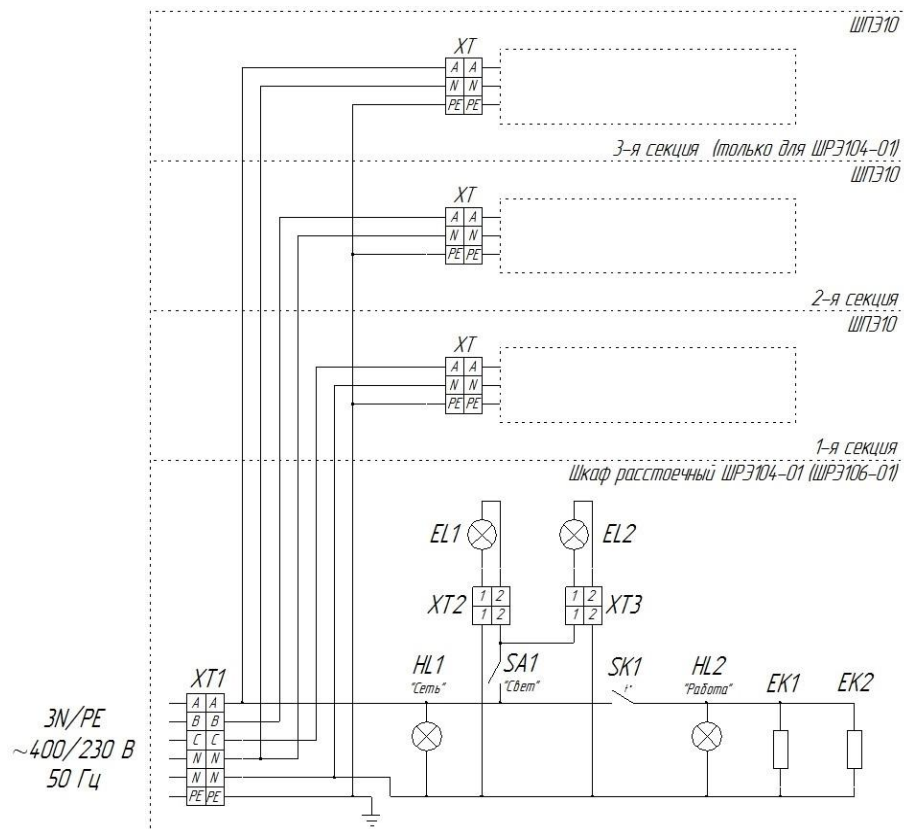 ШПЭ10
XT
A A
N N
PE PE
3-я секция (только для ШРЭ104-01)
ШПЭ10
XT
A A
N N
PE PE
2-я секция
ШПЭ10
XT
A A
N N
PE PE
1-я секция
Шкаф расстоечный ШРЭ104-01 (ШРЭ106-01)
EL1 EL2
XT2 1 2 1 2 XT3
1 2 1 2
HL1 SA1 SK1 HL2 EK1 EK2
"Сеть" "Свет" t° "Работа"
XT1
A A
B B
C C
N N
N N
PE PE
3N/PE
~400/230 В
50 Гц